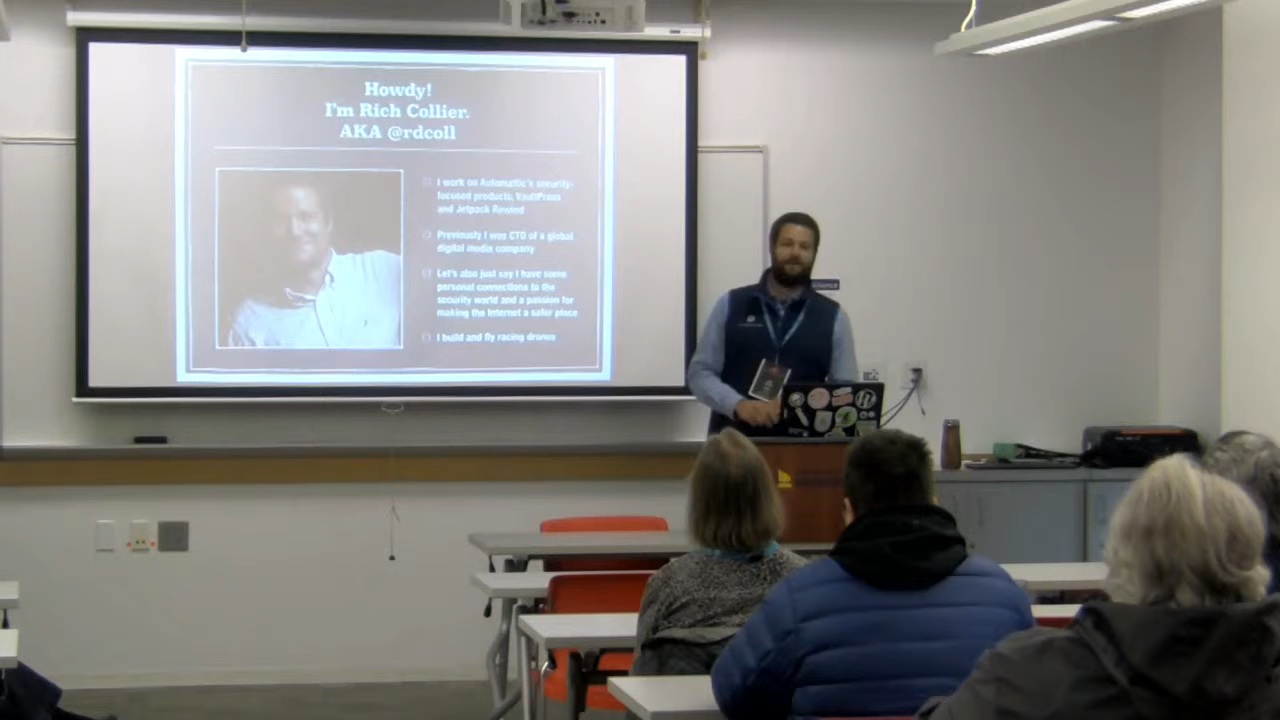 Howdy!
I'm Rich Collier.
AKA @rdcoll
I work on Automattic's security-
focused products, VaultPress
and Jetpack Rewind
Previously I was CTO of a global
digital media company
Let's also just say I have some
personal connections to the
security world and a passion for
making the Internet a safer place
I build and fly racing drones